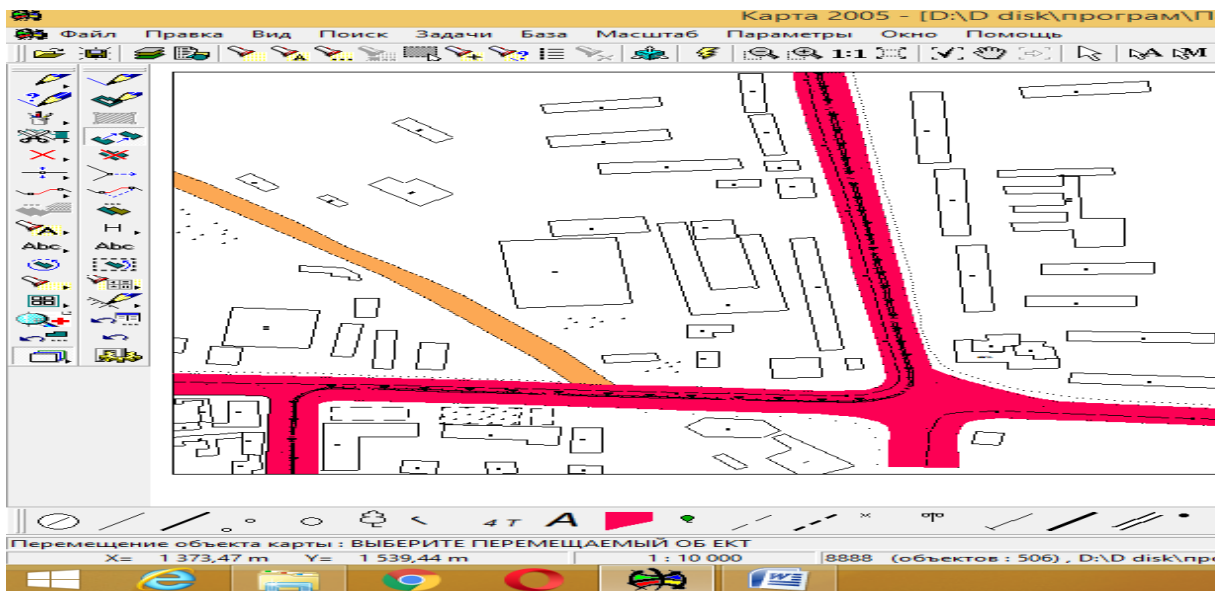 Карта 2005 - [D:\D disk\програм\П
Файл Правка Вид Поиск Задачи База Масштаб Параметры Окно Помощь
1:1 A M
A H
Abc Abc
88
4 T A
Перемещение объекта карты : ВЫБЕРИТЕ ПЕРЕМЕЩАЕМЫЙ ОБ ЕКТ
X= 1 373,47 m Y= 1 539,44 m 1 : 10 000 8888 (объектов : 506) , D:\D disk\пре
W